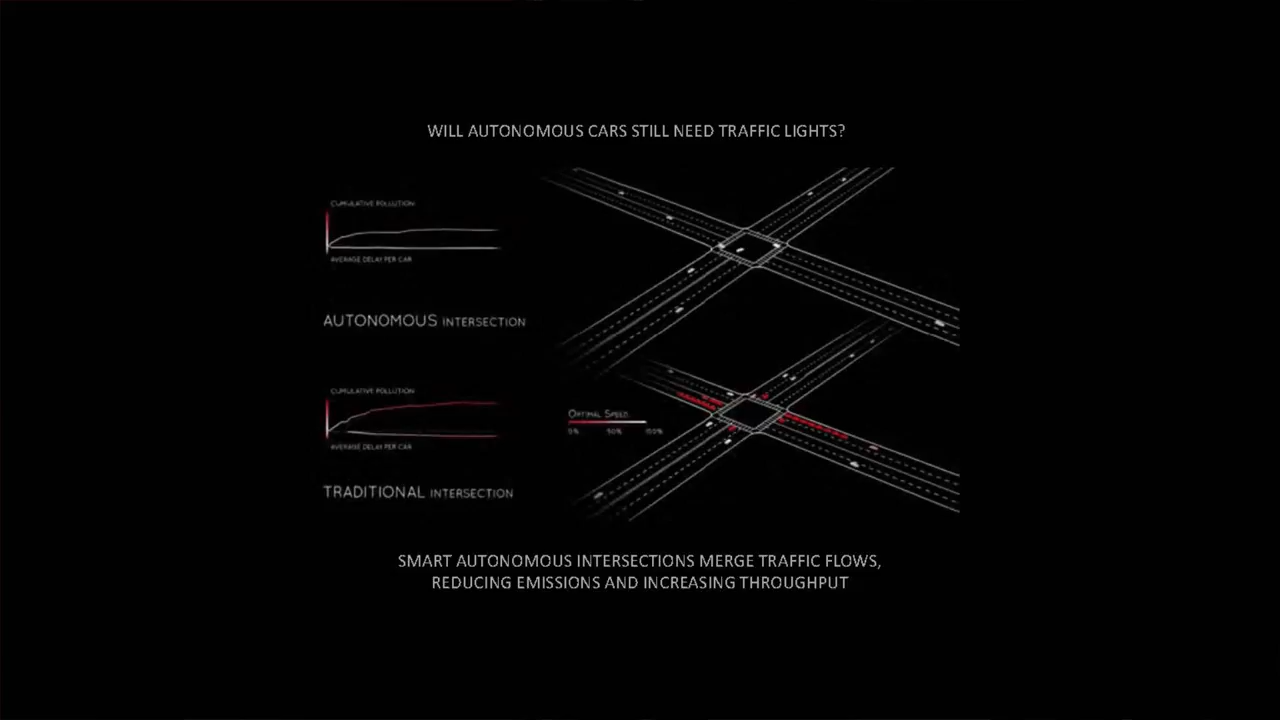 WILL AUTONOMOUS CARS STILL NEED TRAFFIC LIGHTS?
CUMULATIVE POLLUTION
AVERAGE DELAY PER CAR
AUTONOMOUS INTERSECTION
CUMULATIVE POLLUTION
AVERAGE DELAY PER CAR
OPTIMAL SPEED
0% 50% 100%
TRADITIONAL INTERSECTION
SMART AUTONOMOUS INTERSECTIONS MERGE TRAFFIC FLOWS,
REDUCING EMISSIONS AND INCREASING THROUGHPUT